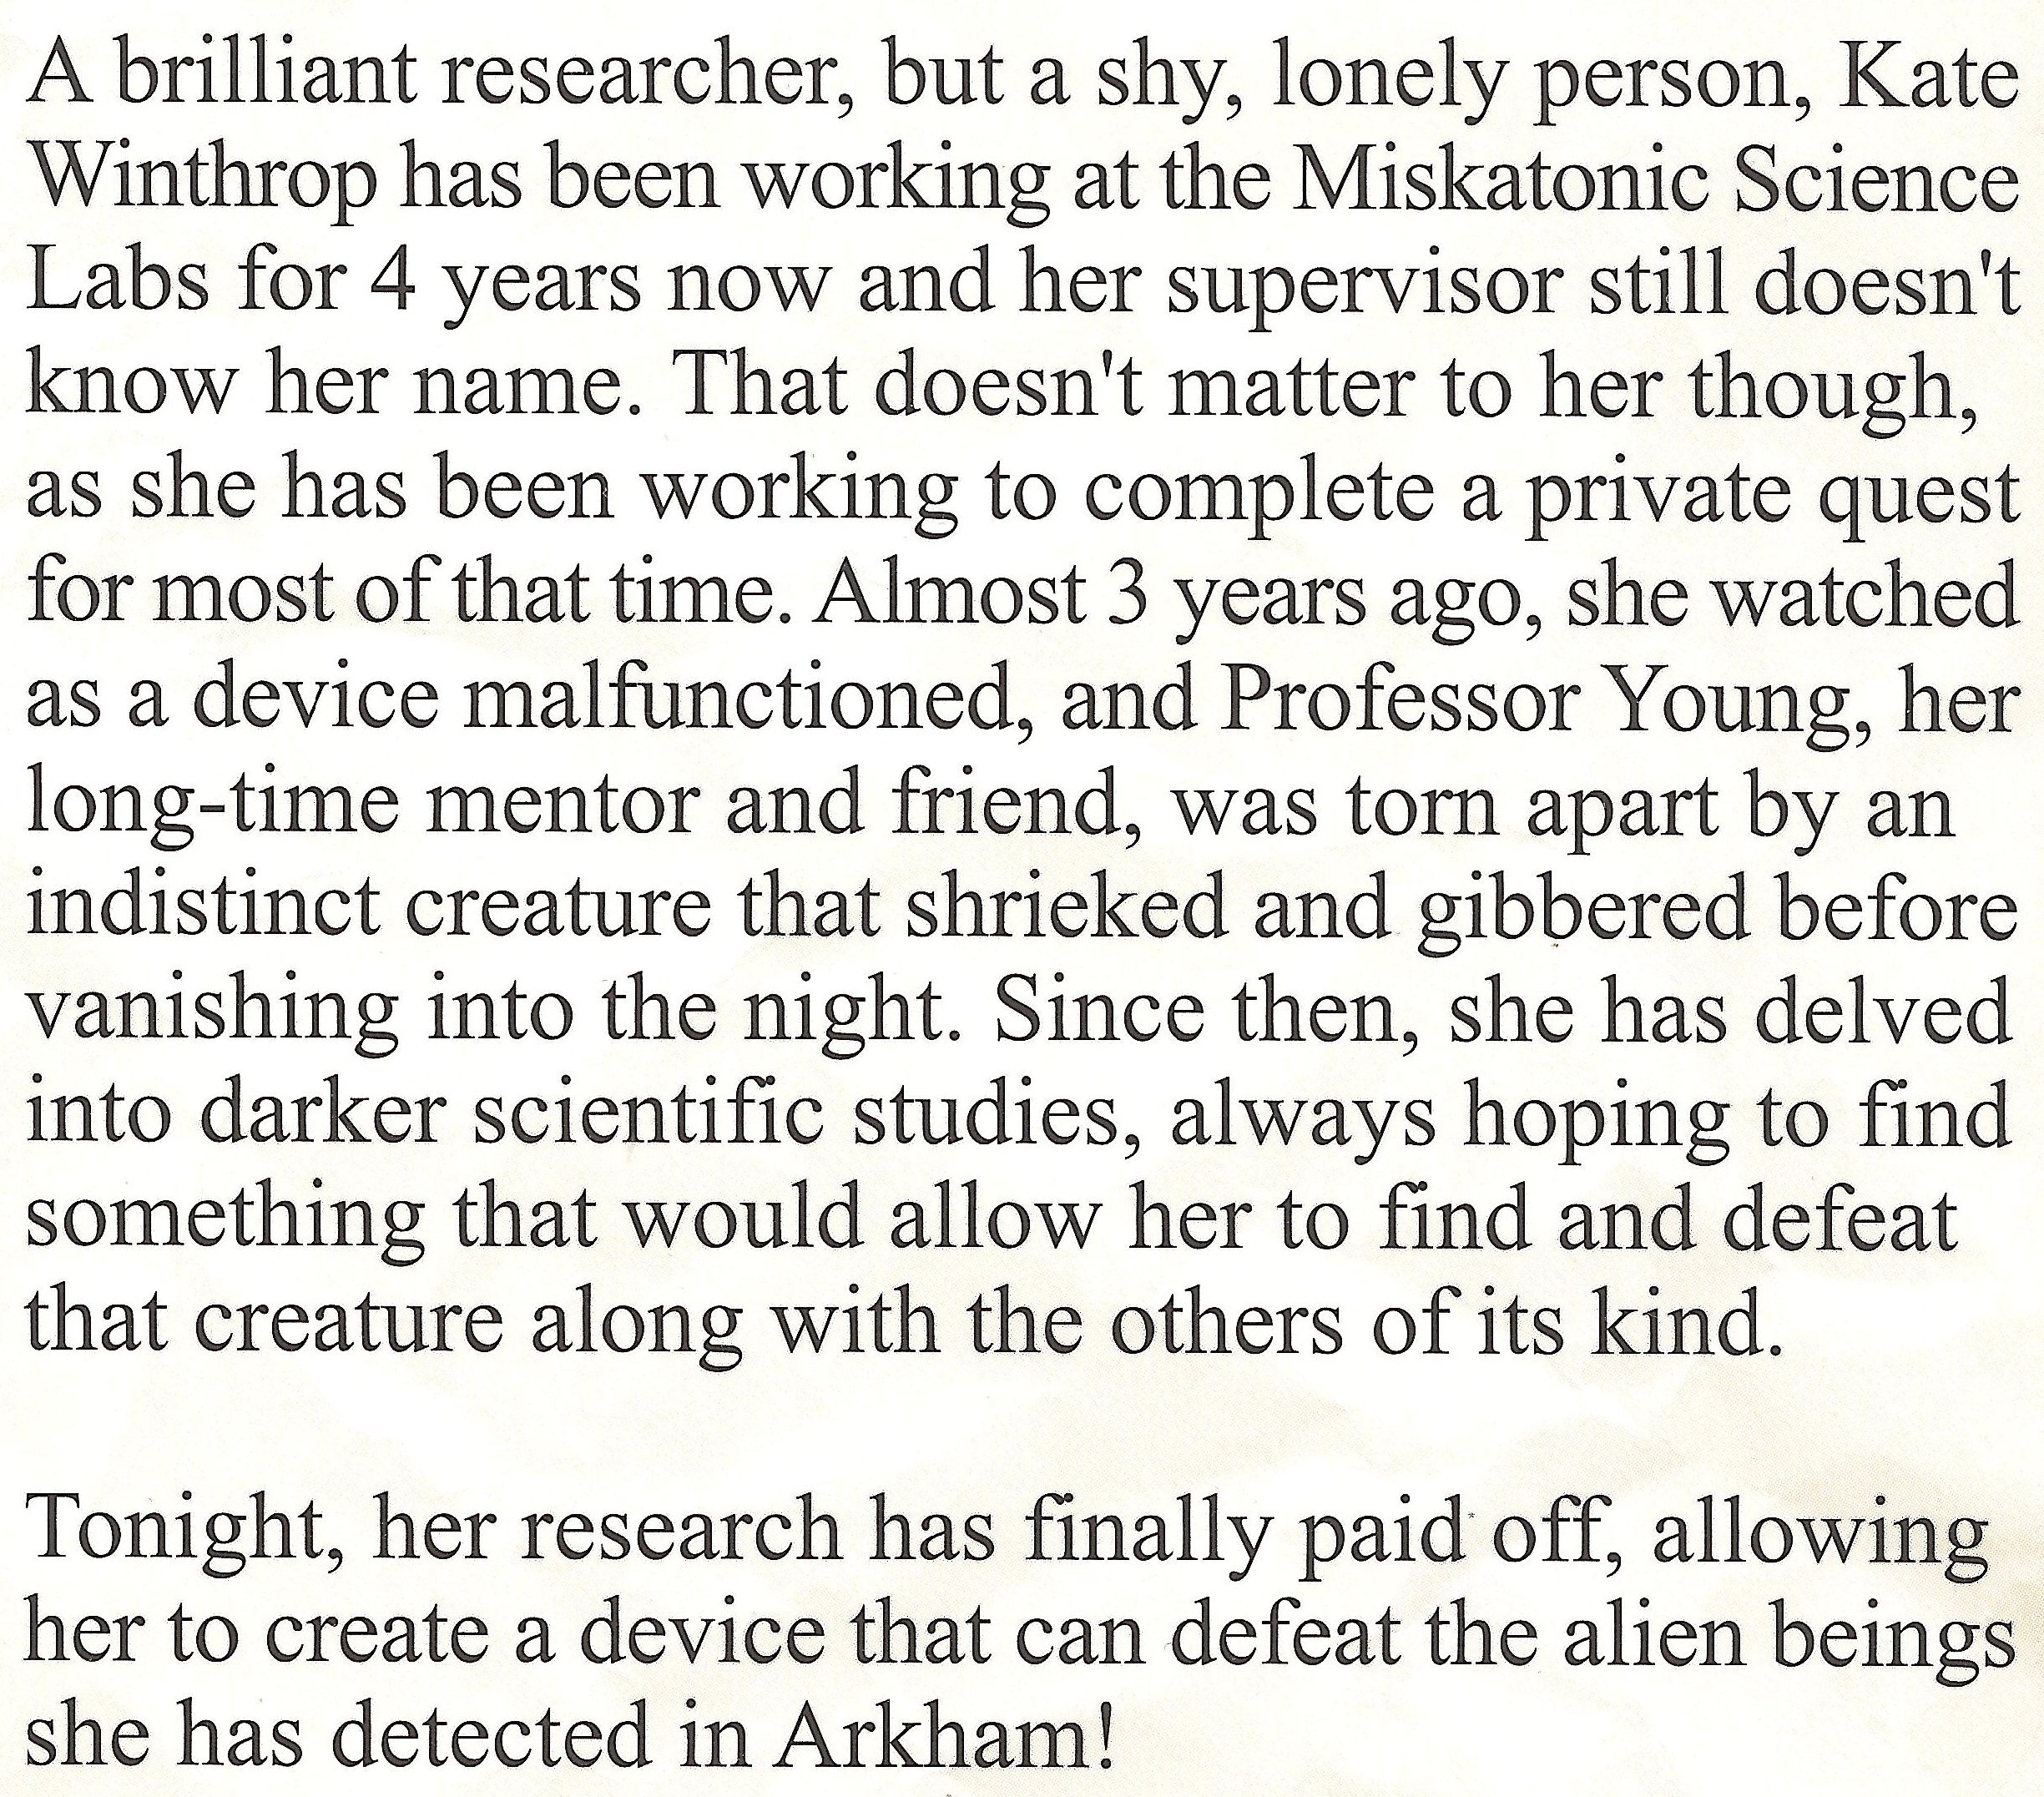 A brilliant researcher, but a shy, lonely person, Kate
Winthrop has been working at the Miskatonic Science
Labs for 4 years now and her supervisor still doesn't
know her name. That doesn't matter to her though,
as she has been working to complete a private quest
for most of that time. Almost 3 years ago, she watched
as a device malfunctioned, and Professor Young, her
long-time mentor and friend, was torn apart by an
indistinct creature that shrieked and gibbered before
vanishing into the night. Since then, she has delved
into darker scientific studies, always hoping to find
something that would allow her to find and defeat
that creature along with the others of its kind.

Tonight, her research has finally paid off, allowing
her to create a device that can defeat the alien beings
she has detected in Arkham!